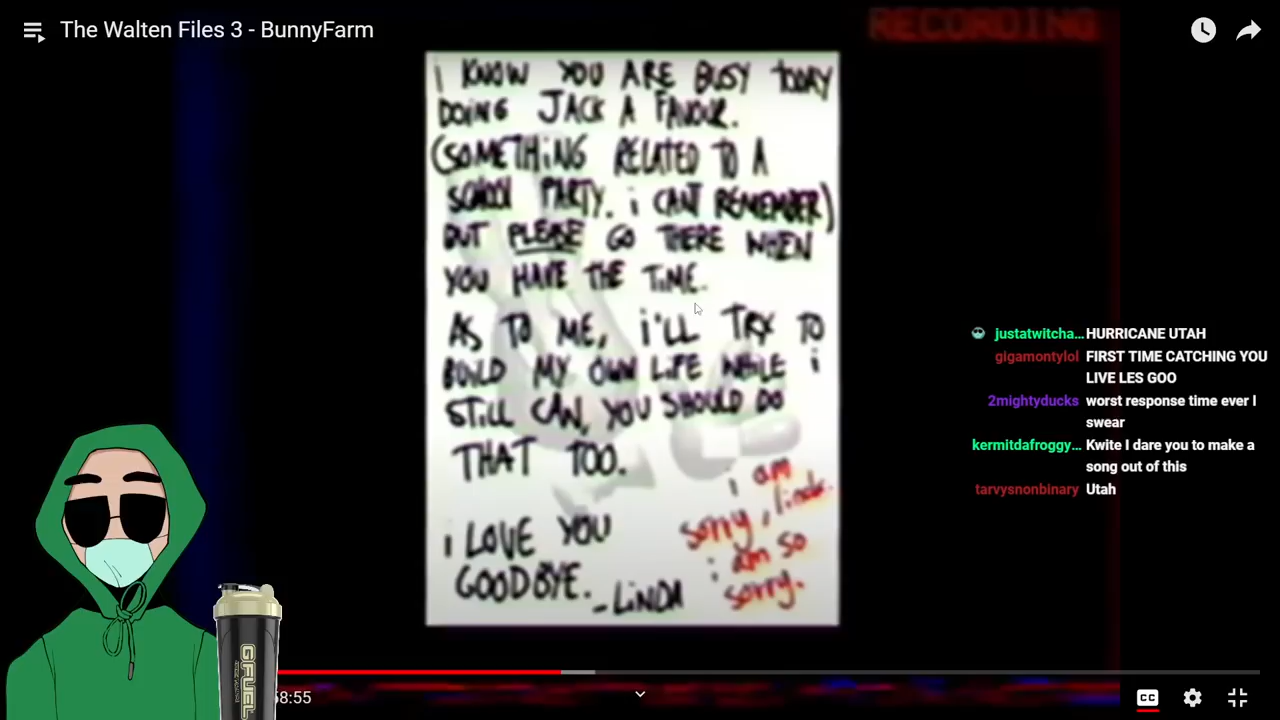 The Walten Files 3 - BunnyFarm
RECORDING
i KNOW YOU ARE BUSY TODAY
DOiNG JACK A FAVOUR.
(SOMETHiNG RELATED TO A
SCHOOL PARTY. i CANT REMEMBER)
BUT PLEASE GO THERE WHEN
YOU HAVE THE TiME.
AS TO ME, i'LL TRY TO
BUILD MY OWN LiFE WHiLE i
STiLL CAN, YOU SHOULD DO
THAT TOO.
i LOVE YOU
GOODBYE.
-LiNDA
i am
sorry, linda.
i am so
sorry.
justatwitcha... HURRICANE UTAH
gigamontylol FIRST TIME CATCHING YOU
LIVE LES GOO
2mightyducks worst response time ever I
swear
kermitdafroggy... Kwite I dare you to make a
song out of this
tarvysnonbinary Utah
GFUEL
8:55
CC